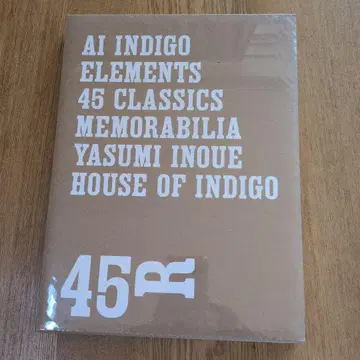 AI INDIGO
ELEMENTS
45 CLASSICS
MEMORABILIA
YASUMI INOUE
HOUSE OF INDIGO
45R